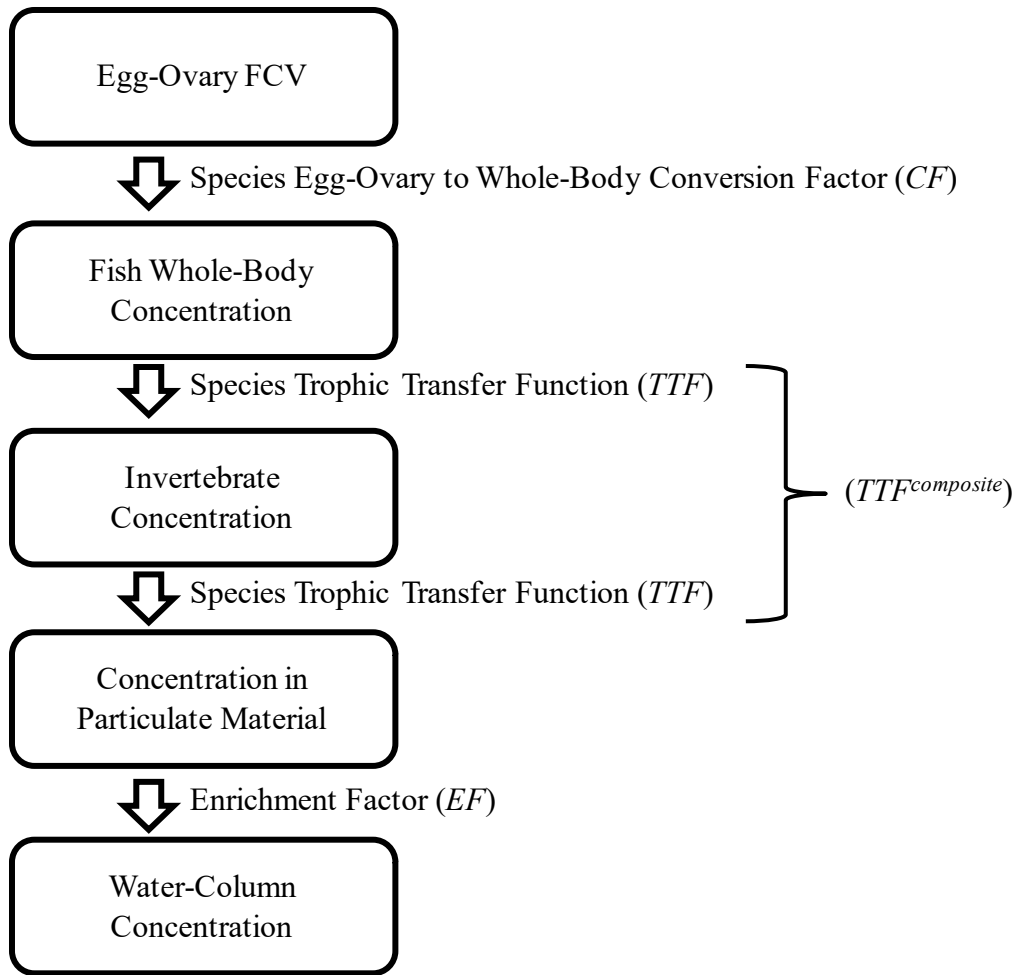 Egg-Ovary FCV
Species Egg-Ovary to Whole-Body Conversion Factor (CF)
Fish Whole-Body
Concentration
Species Trophic Transfer Function (TTF)
Invertebrate
Concentration
(TTFcomposite)
Species Trophic Transfer Function (TTF)
Concentration in
Particulate Material
Enrichment Factor (EF)
Water-Column
Concentration